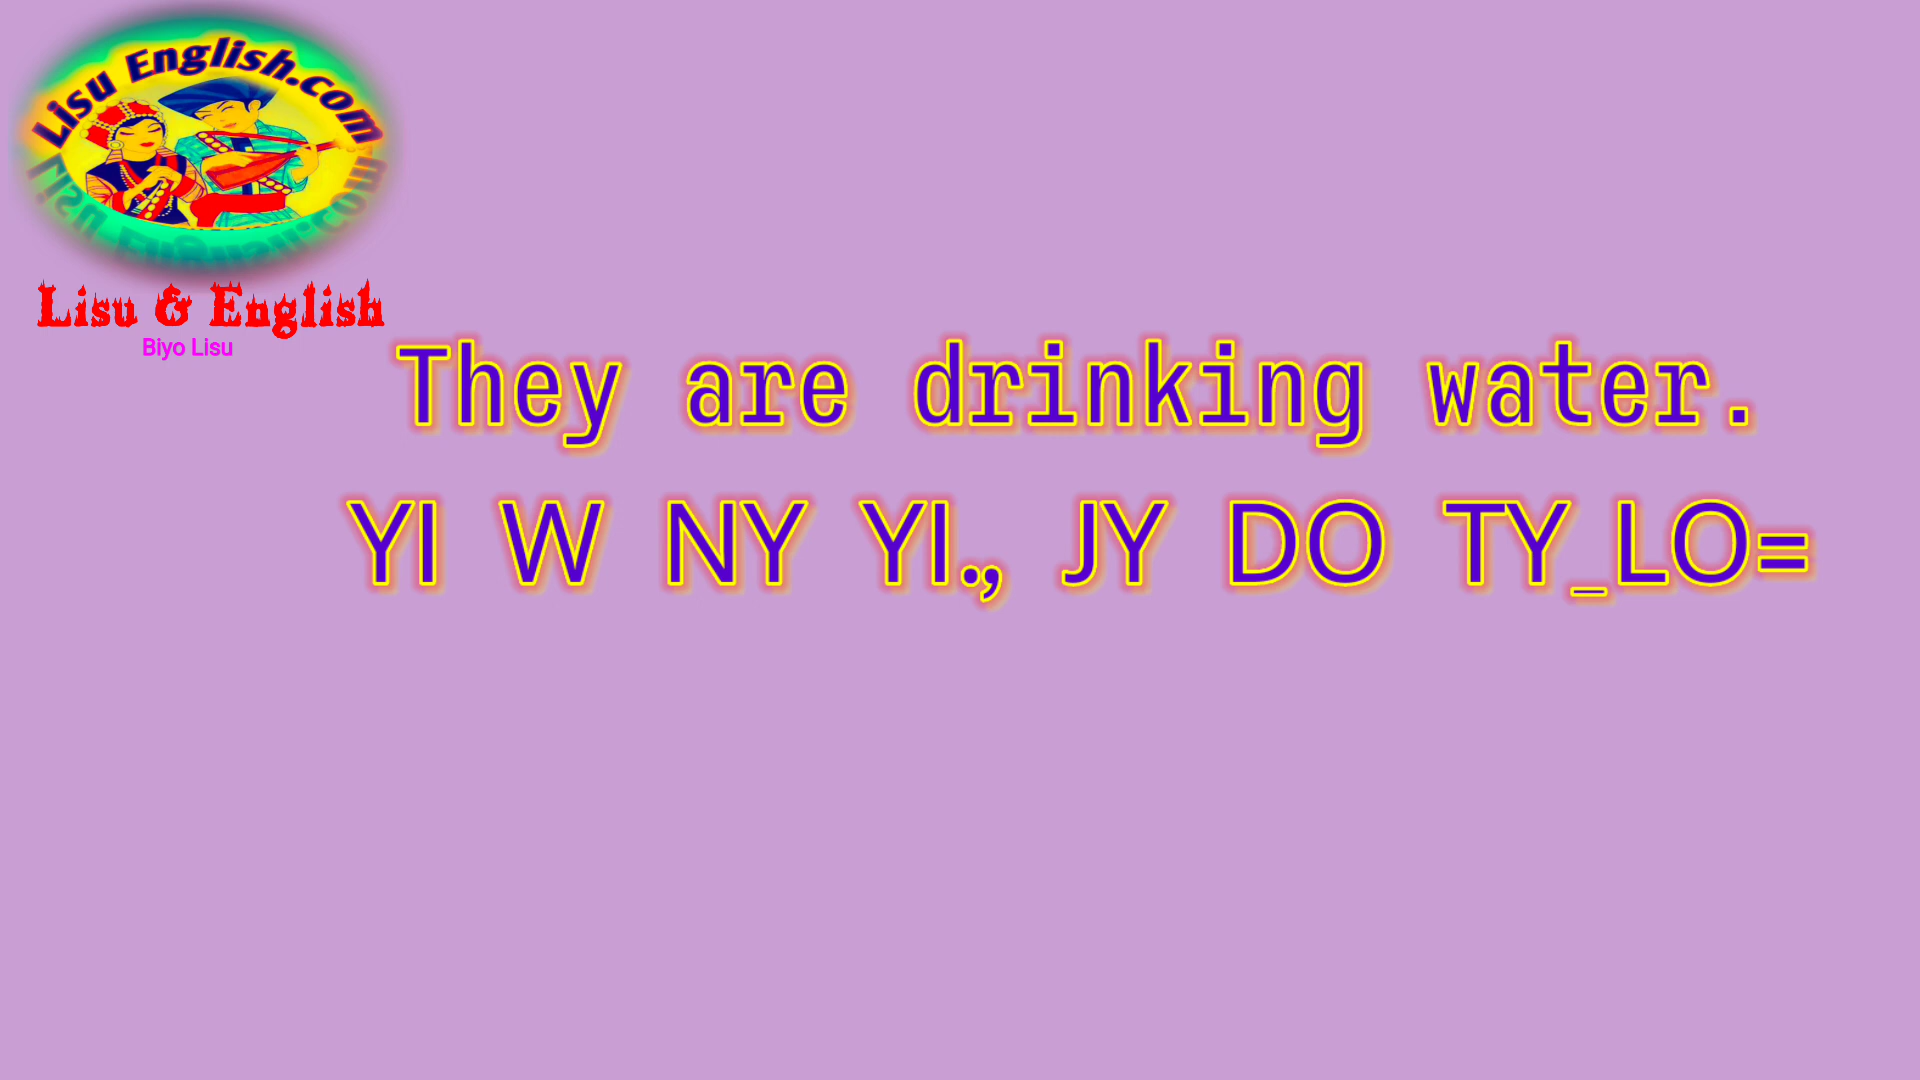 Lisu English.com
Lisu & English
Biyo Lisu
They are drinking water.
YI W NY YI., JY DO TY_LO=